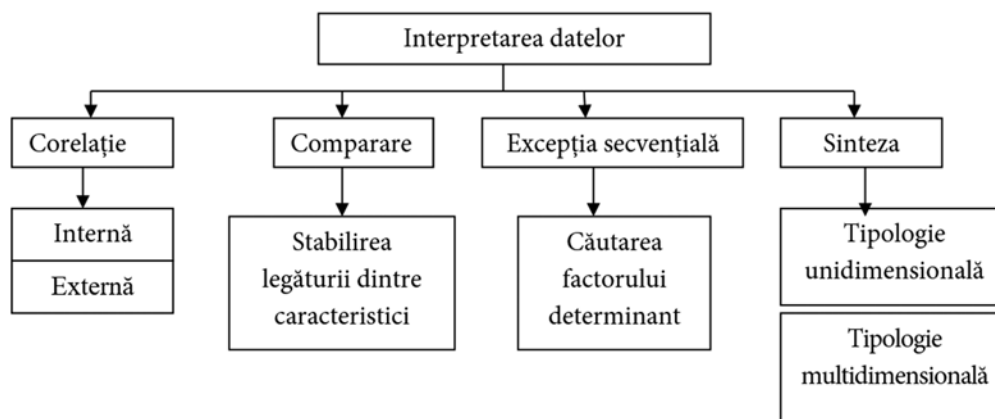 Interpretarea datelor
Corelație
Comparare
Excepția secvențială
Sinteza
Internă
Externă
Stabilirea
legăturii dintre
caracteristici
Căutarea
factorului
determinant
Tipologie
unidimensională
Tipologie
multidimensională